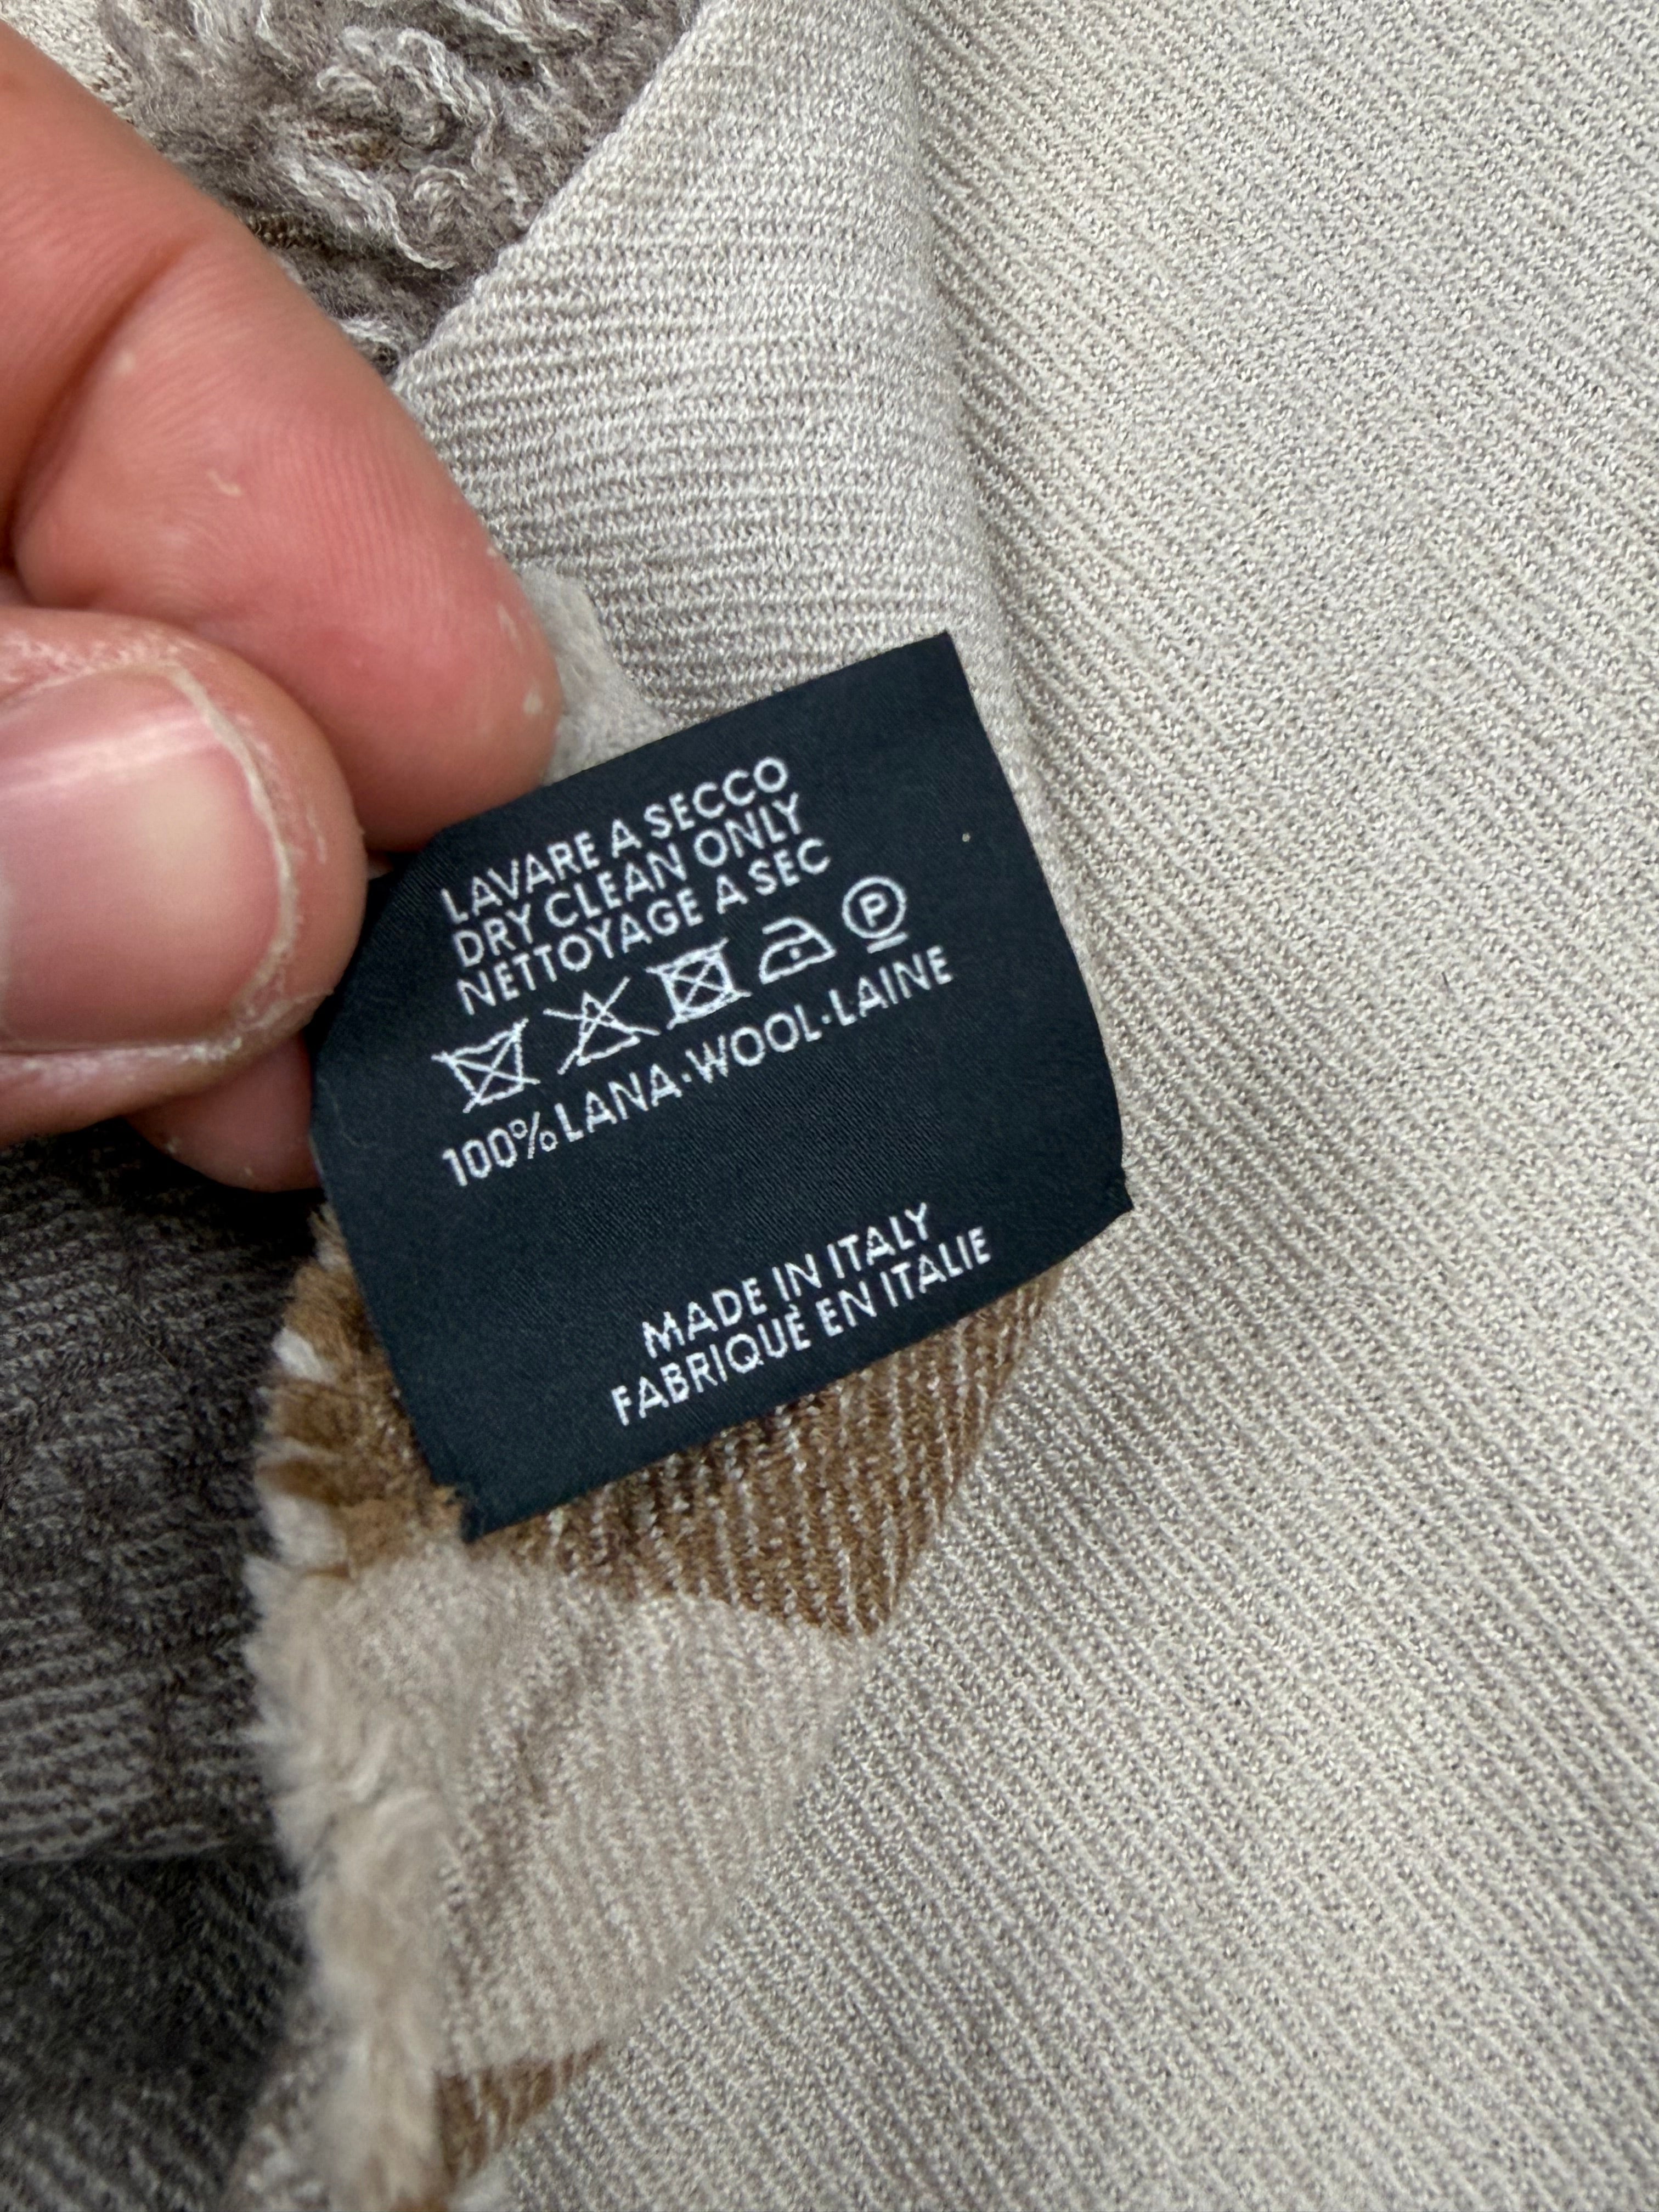 LAVARE A SECCO
DRY CLEAN ONLY
NETTOYAGE A SEC
P
100% LANA·WOOL·LAINE
MADE IN ITALY
FABRIQUÈ EN ITALIE